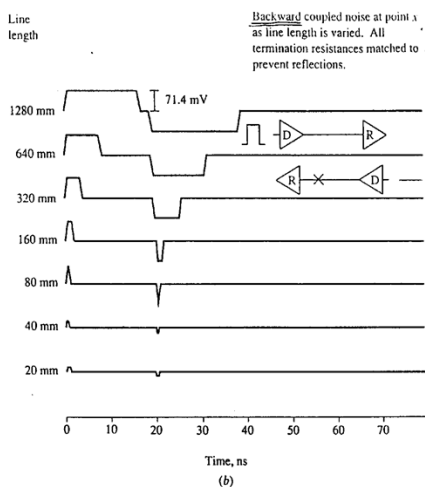 Line
length
Backward coupled noise at point x
as line length is varied. All
termination resistances matched to
prevent reflections.
71.4 mV
1280 mm
D R
640 mm
R D
320 mm
160 mm
80 mm
40 mm
20 mm
0 10 20 30 40 50 60 70 80
Time, ns
(b)